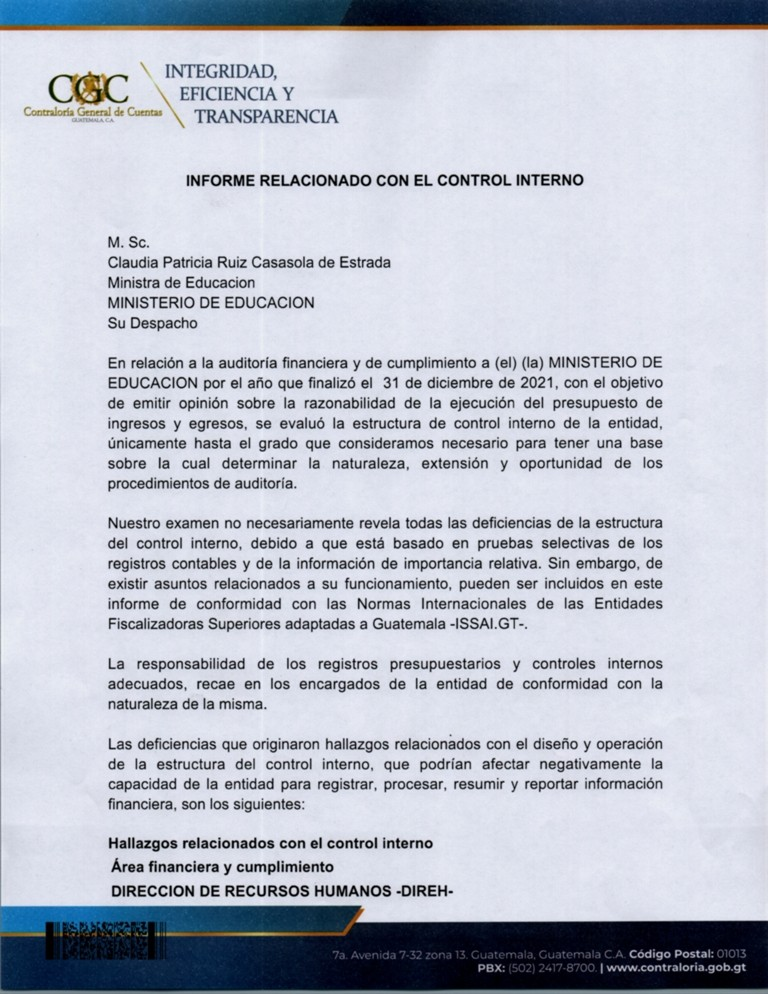 CGC
Contraloría General de Cuentas
GUATEMALA, C.A.
INTEGRIDAD,
EFICIENCIA Y
TRANSPARENCIA
INFORME RELACIONADO CON EL CONTROL INTERNO
M. Sc.
Claudia Patricia Ruiz Casasola de Estrada
Ministra de Educacion
MINISTERIO DE EDUCACION
Su Despacho
En relación a la auditoría financiera y de cumplimiento a (el) (la) MINISTERIO DE
EDUCACION por el año que finalizó el 31 de diciembre de 2021, con el objetivo
de emitir opinión sobre la razonabilidad de la ejecución del presupuesto de
ingresos y egresos, se evaluó la estructura de control interno de la entidad,
únicamente hasta el grado que consideramos necesario para tener una base
sobre la cual determinar la naturaleza, extensión y oportunidad de los
procedimientos de auditoría.
Nuestro examen no necesariamente revela todas las deficiencias de la estructura
del control interno, debido a que está basado en pruebas selectivas de los
registros contables y de la información de importancia relativa. Sin embargo, de
existir asuntos relacionados a su funcionamiento, pueden ser incluidos en este
informe de conformidad con las Normas Internacionales de las Entidades
Fiscalizadoras Superiores adaptadas a Guatemala -ISSAI.GT-.
La responsabilidad de los registros presupuestarios y controles internos
adecuados, recae en los encargados de la entidad de conformidad con la
naturaleza de la misma.
Las deficiencias que originaron hallazgos relacionados con el diseño y operación
de la estructura del control interno, que podrían afectar negativamente la
capacidad de la entidad para registrar, procesar, resumir y reportar información
financiera, son los siguientes:
Hallazgos relacionados con el control interno
Área financiera y cumplimiento
DIRECCION DE RECURSOS HUMANOS -DIREH-
7a. Avenida 7-32 zona 13. Guatemala, Guatemala C.A. Código Postal: 01013
PBX: (502) 2417-8700. | www.contraloria.gob.gt